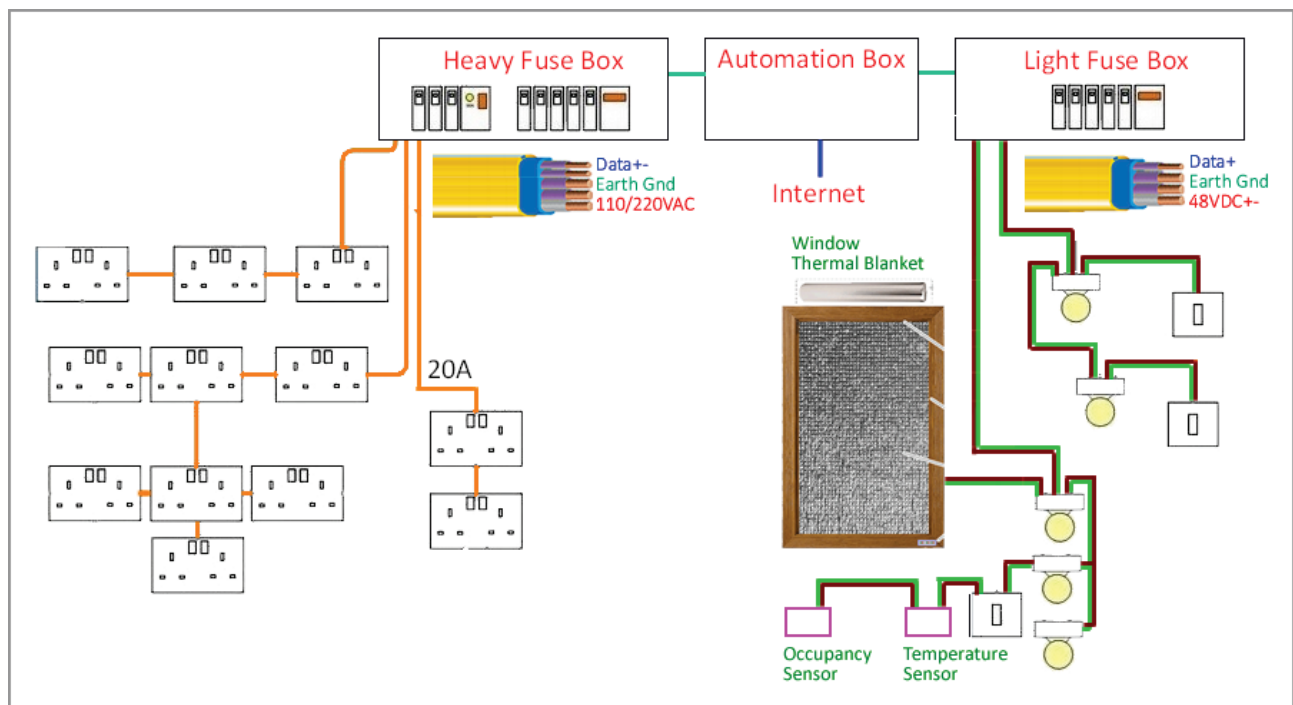 Heavy Fuse Box
Automation Box
Light Fuse Box
Data+-
Earth Gnd
110/220VAC
Internet
Data+
Earth Gnd
48VDC+-
Window
Thermal Blanket
20A
Occupancy
Sensor
Temperature
Sensor